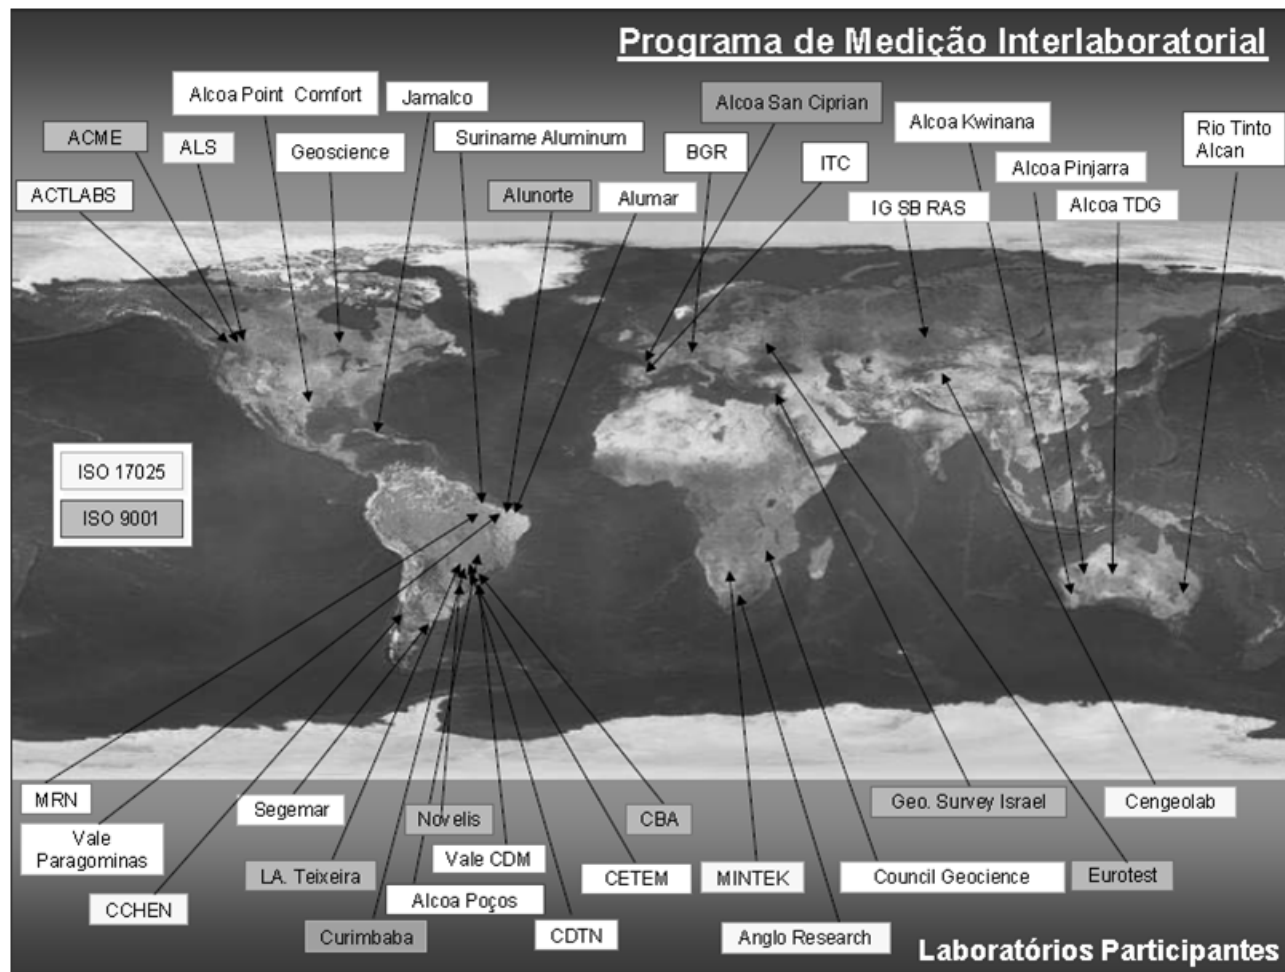 Programa de Medição Interlaboratorial
Alcoa Point Comfort
Jamalco
Alcoa San Ciprian
Alcoa Kwinana
Rio Tinto
Alcan
ACME
ALS
Geoscience
Suriname Aluminum
BGR
ITC
Alcoa Pinjarra
ACTLABS
Alunorte
Alumar
IG SB RAS
Alcoa TDG
ISO 17025
ISO 9001
MRN
Segemar
Novelis
CBA
Geo. Survey Israel
Cengeolab
Vale
Paragominas
LA. Teixeira
Vale CDM
CETEM
MINTEK
Council Geocience
Eurotest
CCHEN
Alcoa Poços
Curimbaba
CDTN
Anglo Research
Laboratórios Participantes